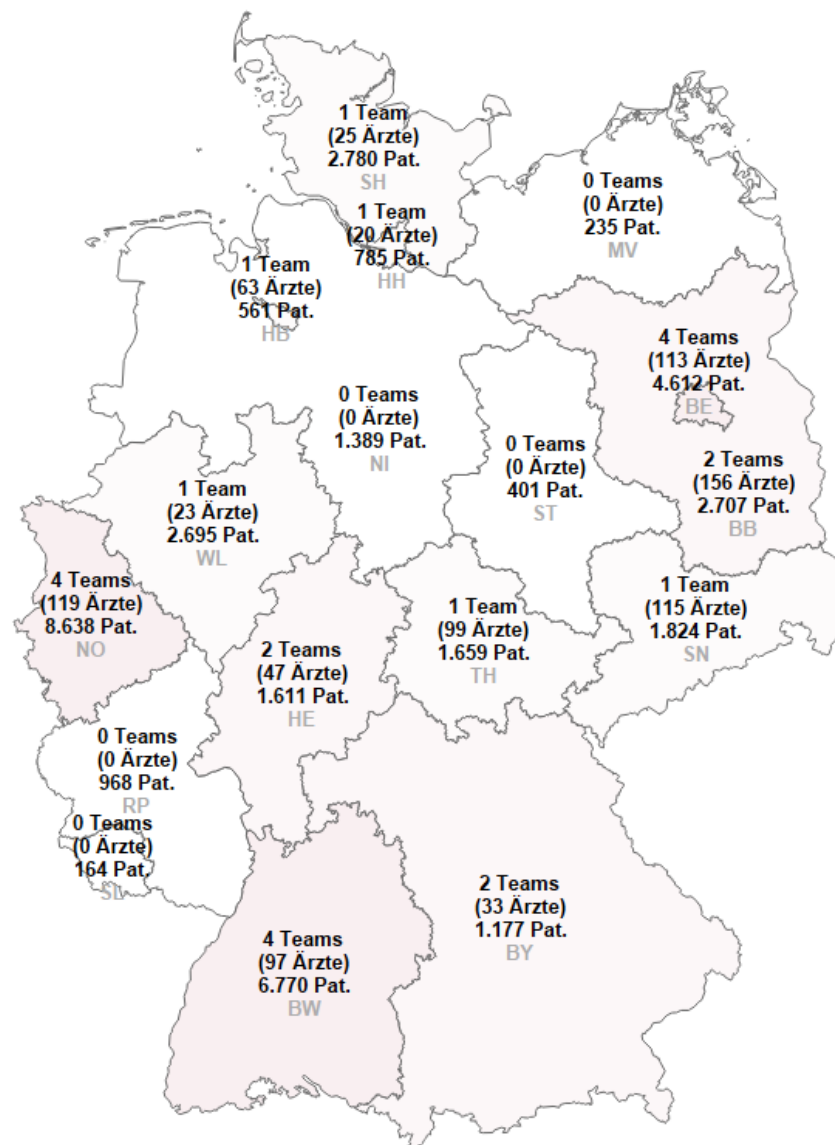 1 Team
(25 Ärzte)
2.780 Pat.
SH
0 Teams
(0 Ärzte)
235 Pat.
MV
1 Team
(20 Ärzte)
785 Pat.
HH
1 Team
(63 Ärzte)
561 Pat.
HB
4 Teams
(113 Ärzte)
4.612 Pat.
BE
0 Teams
(0 Ärzte)
1.389 Pat.
NI
0 Teams
(0 Ärzte)
401 Pat.
ST
2 Teams
(156 Ärzte)
2.707 Pat.
BB
1 Team
(23 Ärzte)
2.695 Pat.
WL
4 Teams
(119 Ärzte)
8.638 Pat.
NO
1 Team
(115 Ärzte)
1.824 Pat.
SN
1 Team
(99 Ärzte)
1.659 Pat.
TH
2 Teams
(47 Ärzte)
1.611 Pat.
HE
0 Teams
(0 Ärzte)
968 Pat.
RP
0 Teams
(0 Ärzte)
164 Pat.
SL
2 Teams
(33 Ärzte)
1.177 Pat.
BY
4 Teams
(97 Ärzte)
6.770 Pat.
BW